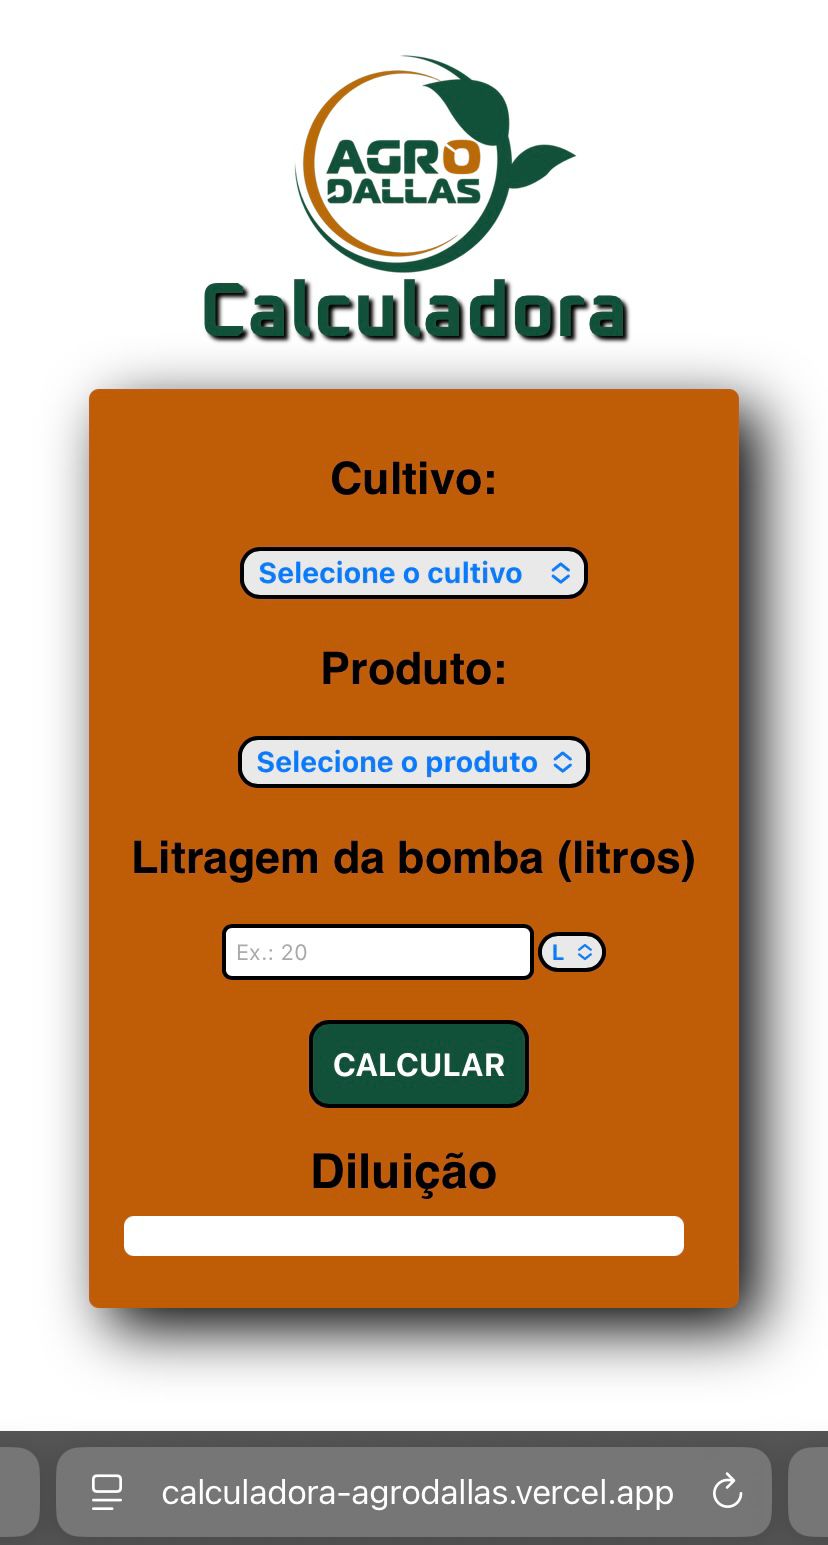 AGRO
DALLAS
Calculadora
Cultivo:
Selecione o cultivo
Produto:
Selecione o produto
Litragem da bomba (litros)
Ex.: 20
L
CALCULAR
Diluição
calculadora-agrodallas.vercel.app